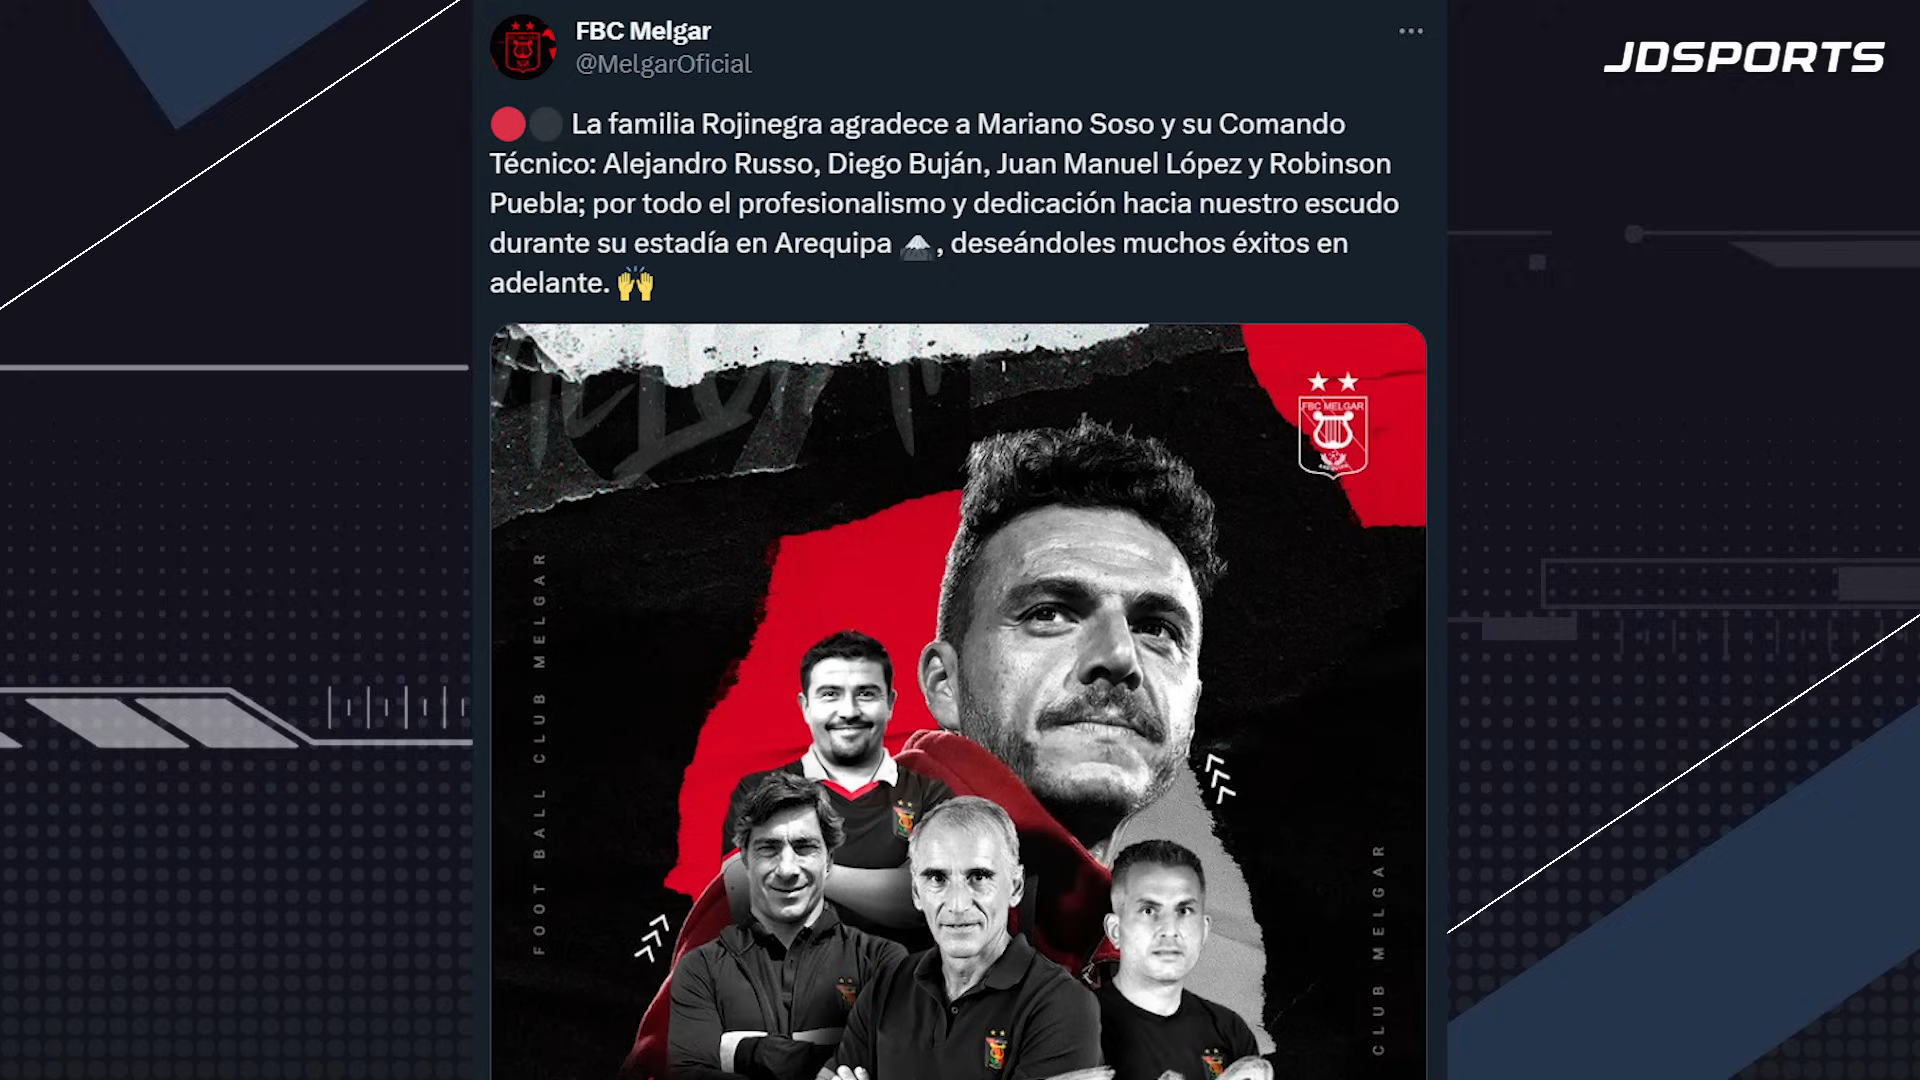 FBC Melgar
@MelgarOficial
JDSPORTS
La familia Rojinegra agradece a Mariano Soso y su Comando
Técnico: Alejandro Russo, Diego Buján, Juan Manuel López y Robinson
Puebla; por todo el profesionalismo y dedicación hacia nuestro escudo
durante su estadía en Arequipa , deseándoles muchos éxitos en
adelante.
FBC MELGAR
FOOT BALL CLUB MELGAR
CLUB MELGAR